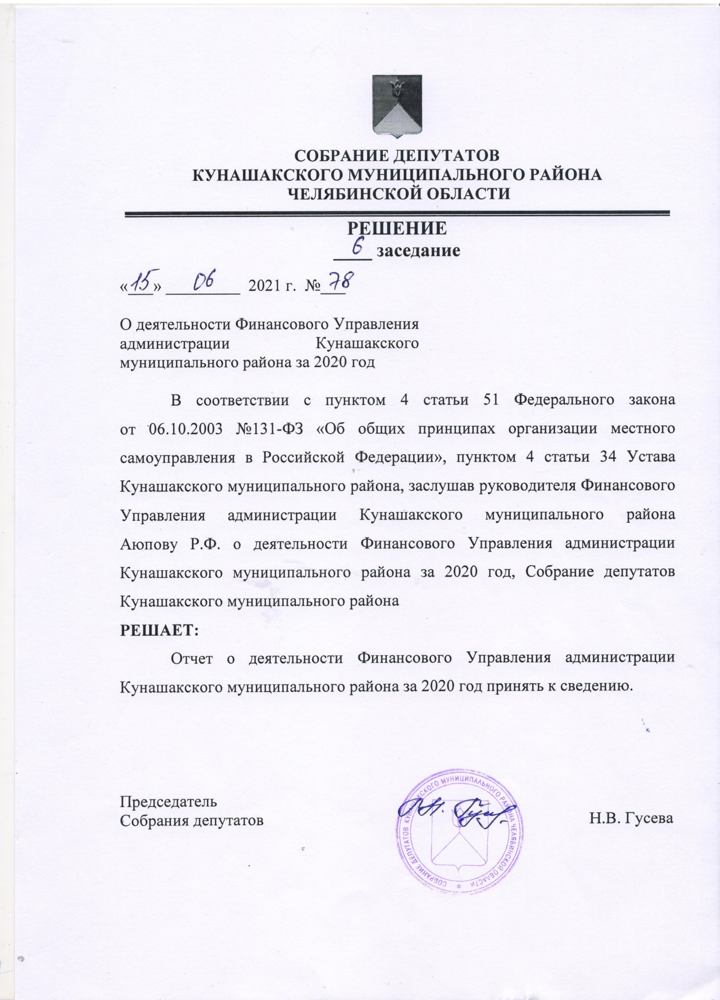 СОБРАНИЕ ДЕПУТАТОВ
КУНАШАКСКОГО МУНИЦИПАЛЬНОГО РАЙОНА
ЧЕЛЯБИНСКОЙ ОБЛАСТИ
РЕШЕНИЕ
6 заседание
«15» 06 2021 г. №78
О деятельности Финансового Управления
администрации Кунашакского
муниципального района за 2020 год
В соответствии с пунктом 4 статьи 51 Федерального закона
от 06.10.2003 №131-ФЗ «Об общих принципах организации местного
самоуправления в Российской Федерации», пунктом 4 статьи 34 Устава
Кунашакского муниципального района, заслушав руководителя Финансового
Управления администрации Кунашакского муниципального района
Аюпову Р.Ф. о деятельности Финансового Управления администрации
Кунашакского муниципального района за 2020 год, Собрание депутатов
Кунашакского муниципального района
РЕШАЕТ:
Отчет о деятельности Финансового Управления администрации
Кунашакского муниципального района за 2020 год принять к сведению.
Председатель
Собрания депутатов
Н.В. Гусева
СОБРАНИЕ ДЕПУТАТОВ КУНАШАКСКОГО МУНИЦИПАЛЬНОГО РАЙОНА ЧЕЛЯБИНСКОЙ ОБЛАСТИ *